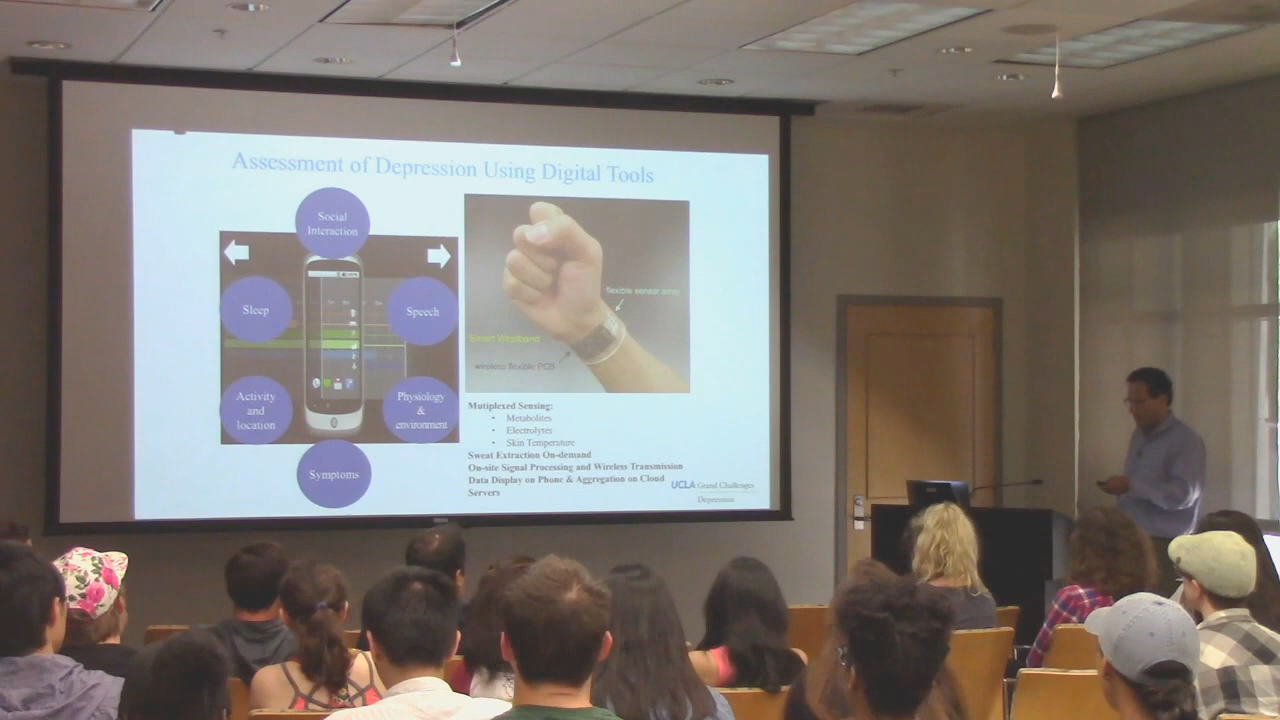 Assessment of Depression Using Digital Tools
Social
Interaction
Sleep
Speech
Activity
and
location
Physiology
&
environment
Symptoms
flexible sensor array
Smart Wristband
wireless flexible PCB
Mutiplexed Sensing:
• Metabolites
• Electrolytes
• Skin Temperature
Sweat Extraction On-demand
On-site Signal Processing and Wireless Transmission
Data Display on Phone & Aggregation on Cloud
Servers
UCLA Grand Challenges
Depression